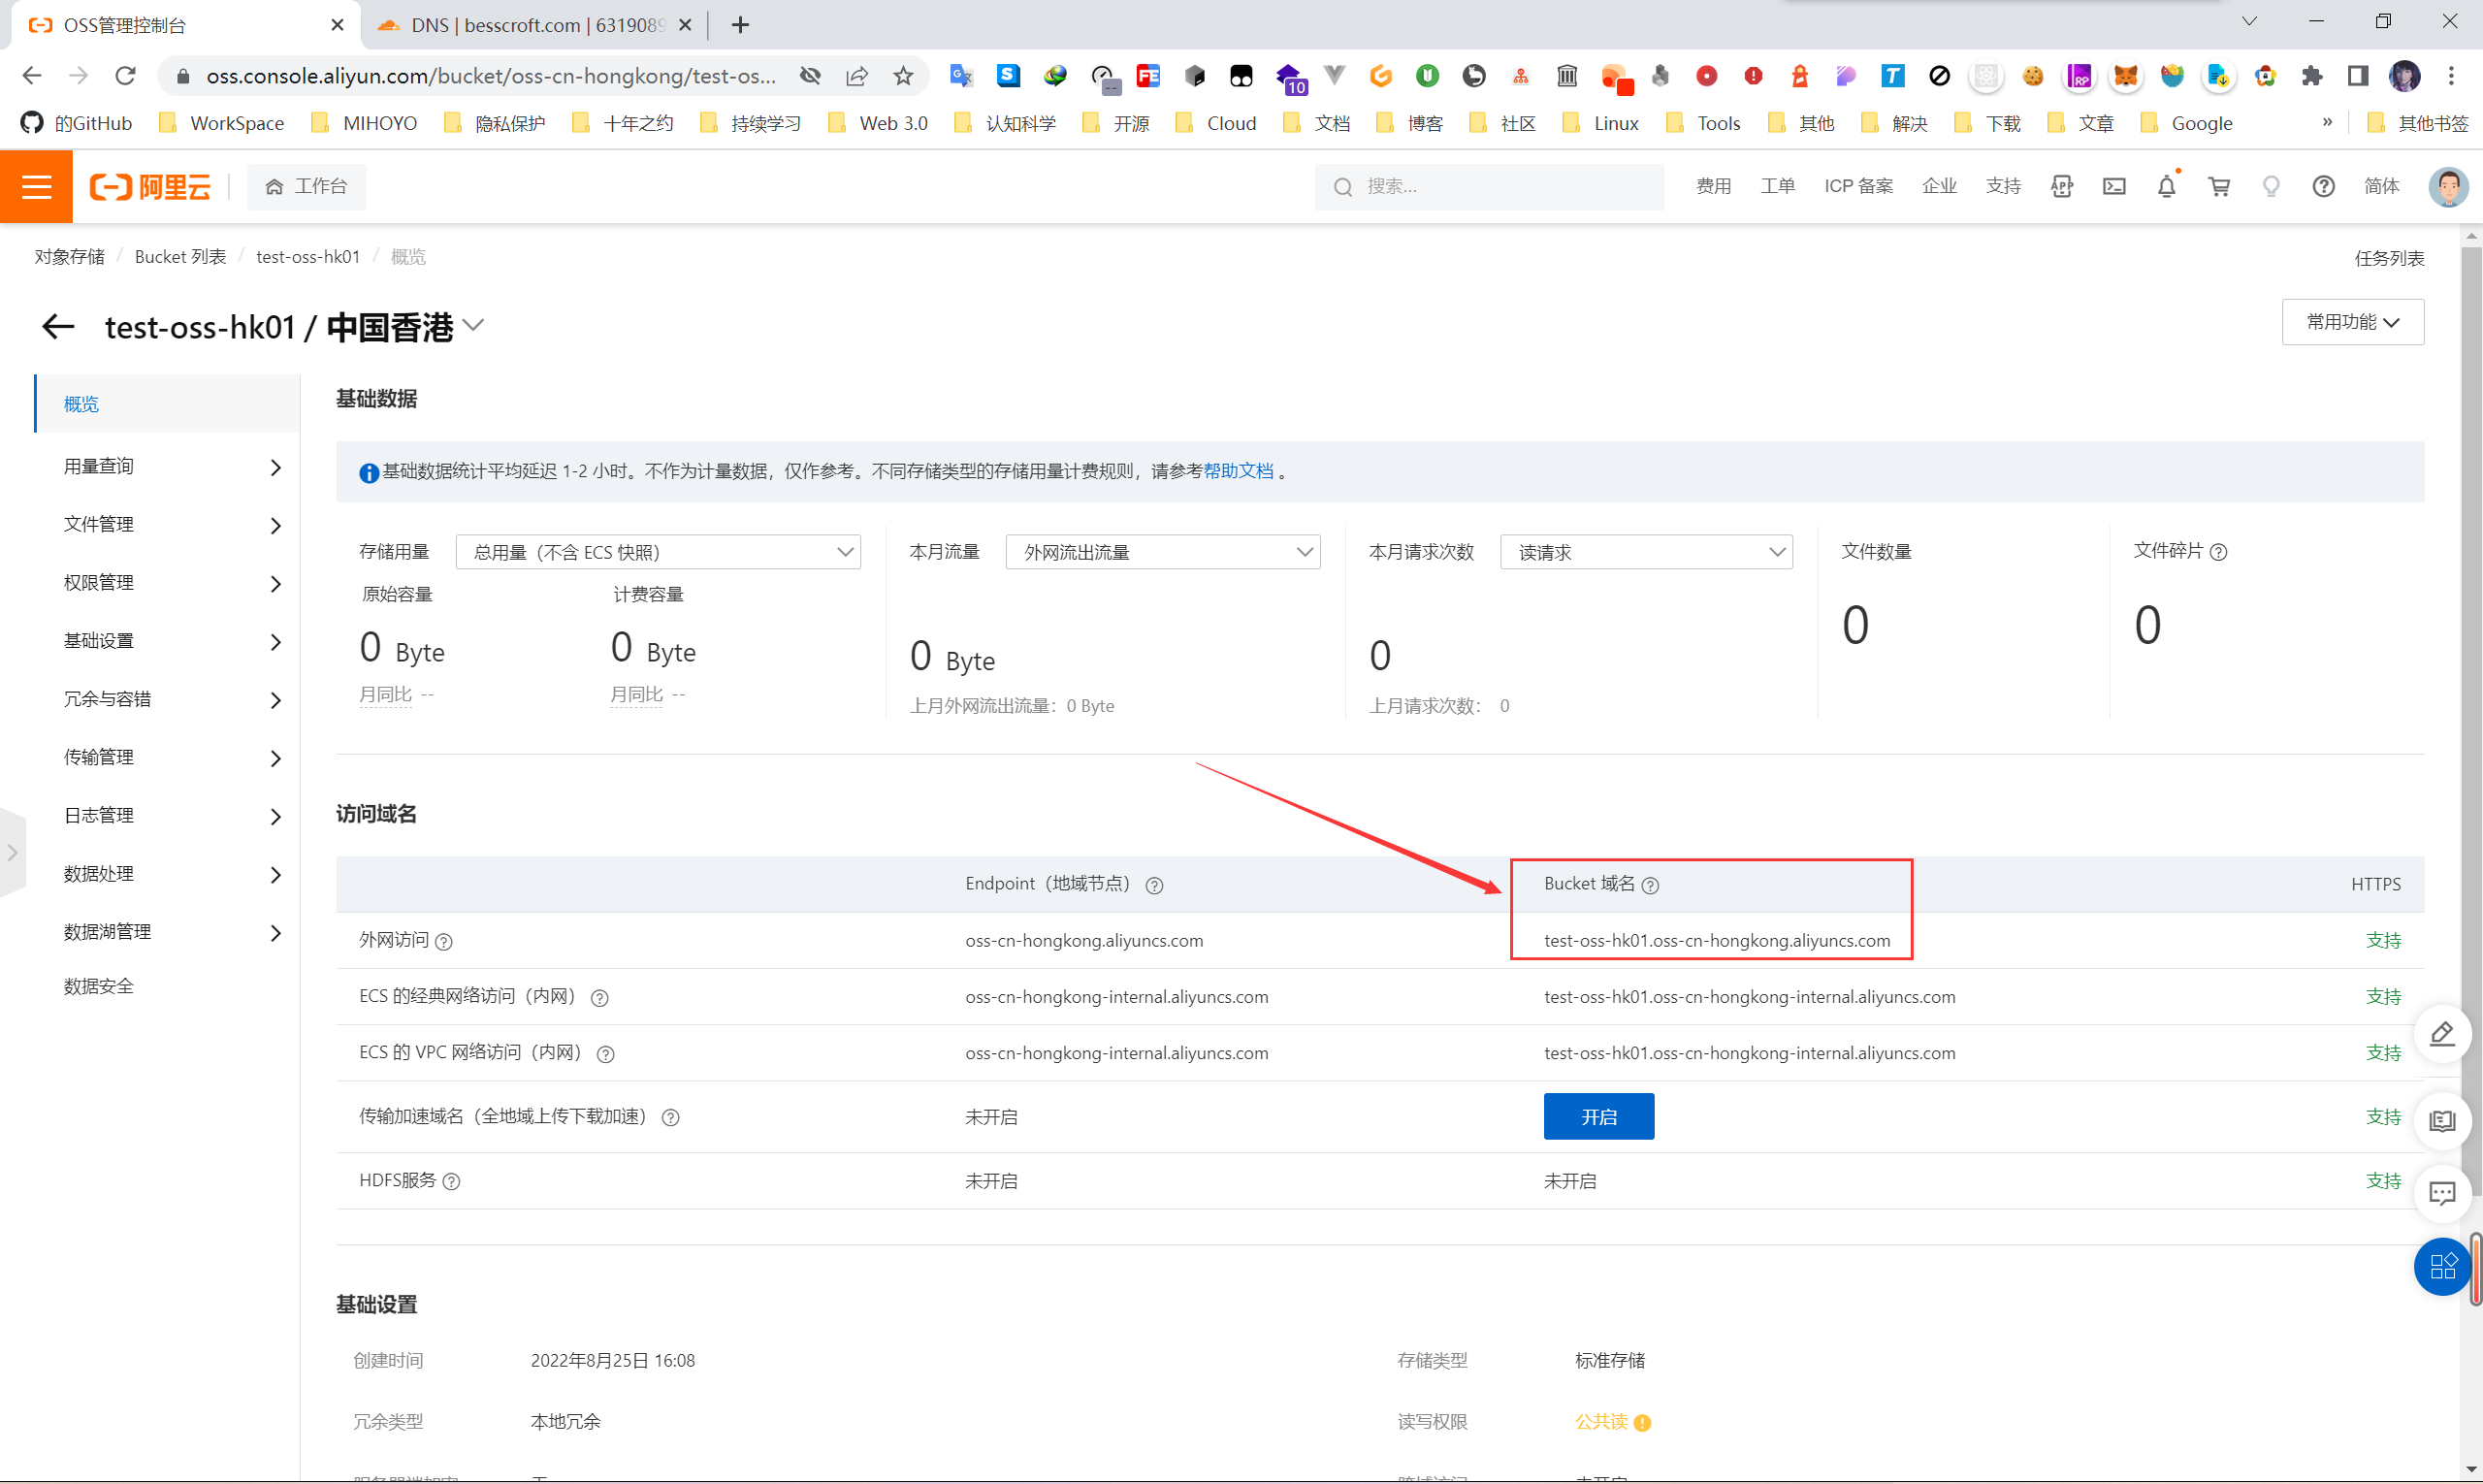 OSS管理控制台
DNS | besscroft.com | 6319089
oss.console.aliyun.com/bucket/oss-cn-hongkong/test-os...
10
的GitHub WorkSpace MIHOYO 隐私保护 十年之约 持续学习 Web 3.0 认知科学 开源 Cloud 文档 博客 社区 Linux Tools 其他 解决 下载 文章 Google » 其他书签
阿里云 工作台 搜索... 费用 工单 ICP 备案 企业 支持 APP 简体
对象存储 / Bucket 列表 / test-oss-hk01 / 概览 任务列表
test-oss-hk01 / 中国香港 常用功能
概览
用量查询
文件管理
权限管理
基础设置
冗余与容错
传输管理
日志管理
数据处理
数据湖管理
数据安全
基础数据
基础数据统计平均延迟 1-2 小时。不作为计量数据，仅作参考。不同存储类型的存储用量计费规则，请参考帮助文档 。
存储用量 总用量（不含 ECS 快照） 本月流量 外网流出流量 本月请求次数 读请求 文件数量 文件碎片
原始容量 计费容量
0 Byte 0 Byte 0 Byte 0 0 0
月同比 -- 月同比 -- 上月外网流出流量：0 Byte 上月请求次数： 0
访问域名
Endpoint（地域节点） Bucket 域名 HTTPS
外网访问 oss-cn-hongkong.aliyuncs.com test-oss-hk01.oss-cn-hongkong.aliyuncs.com 支持
ECS 的经典网络访问（内网） oss-cn-hongkong-internal.aliyuncs.com test-oss-hk01.oss-cn-hongkong-internal.aliyuncs.com 支持
ECS 的 VPC 网络访问（内网） oss-cn-hongkong-internal.aliyuncs.com test-oss-hk01.oss-cn-hongkong-internal.aliyuncs.com 支持
传输加速域名（全地域上传下载加速） 未开启 开启 支持
HDFS服务 未开启 未开启 支持
基础设置
创建时间 2022年8月25日 16:08 存储类型 标准存储
冗余类型 本地冗余 读写权限 公共读